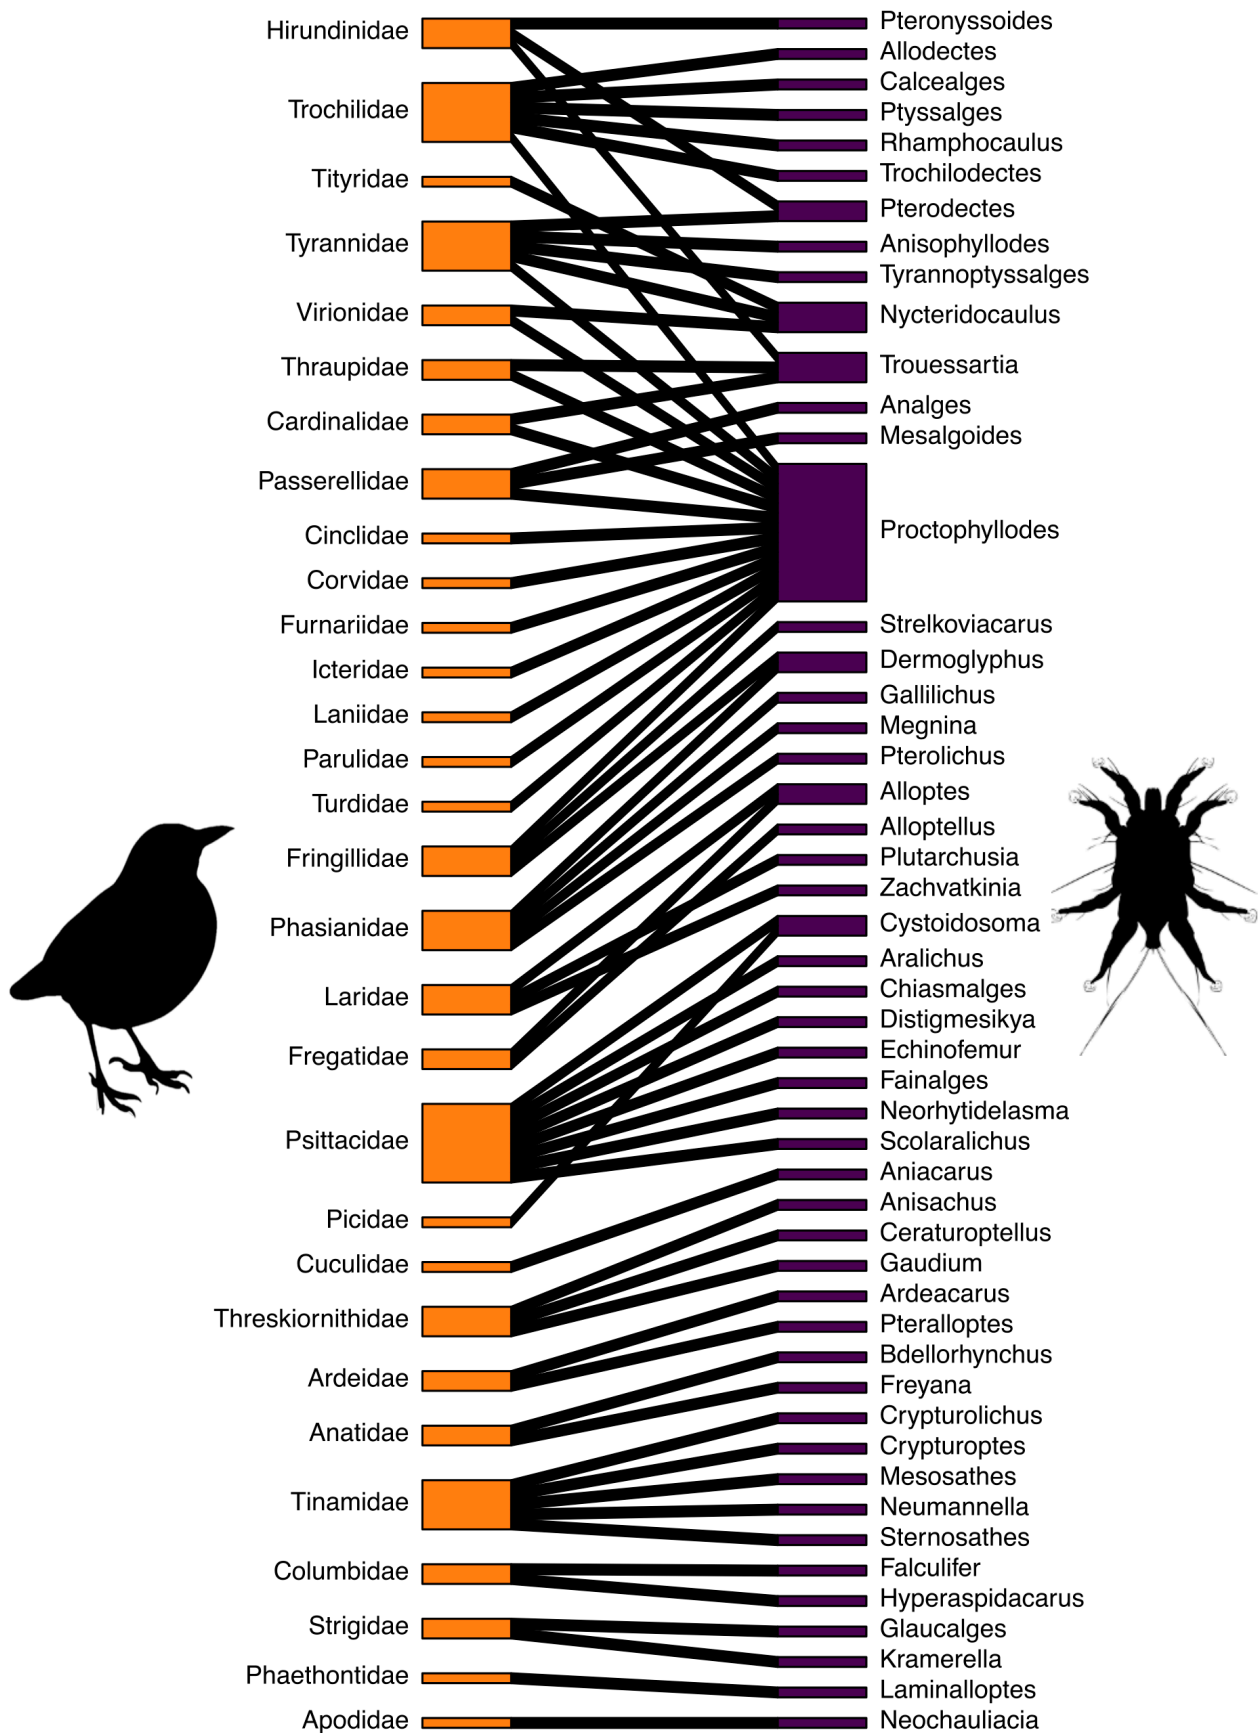 Hirundinidae
Trochilidae
Tityridae
Tyrannidae
Virionidae
Thraupidae
Cardinalidae
Passerellidae
Cinclidae
Corvidae
Furnariidae
Icteridae
Laniidae
Parulidae
Turdidae
Fringillidae
Phasianidae
Laridae
Fregatidae
Psittacidae
Picidae
Cuculidae
Threskiornithidae
Ardeidae
Anatidae
Tinamidae
Columbidae
Strigidae
Phaethontidae
Apodidae
Pteronyssoides
Allodectes
Calcealges
Ptyssalges
Rhamphocaulus
Trochilodectes
Pterodectes
Anisophyllodes
Tyrannoptyssalges
Nycteridocaulus
Trouessartia
Analges
Mesalgoides
Proctophyllodes
Strelkoviacarus
Dermoglyphus
Gallilichus
Megnina
Pterolichus
Alloptes
Alloptellus
Plutarchusia
Zachvatkinia
Cystoidosoma
Aralichus
Chiasmalges
Distigmesikya
Echinofemur
Fainalges
Neorhytidelasma
Scolaralichus
Aniacarus
Anisachus
Ceraturoptellus
Gaudium
Ardeacarus
Pteralloptes
Bdellorhynchus
Freyana
Crypturolichus
Crypturoptes
Mesosathes
Neumannella
Sternosathes
Falculifer
Hyperaspidacarus
Glaucalges
Kramerella
Laminalloptes
Neochauliacia